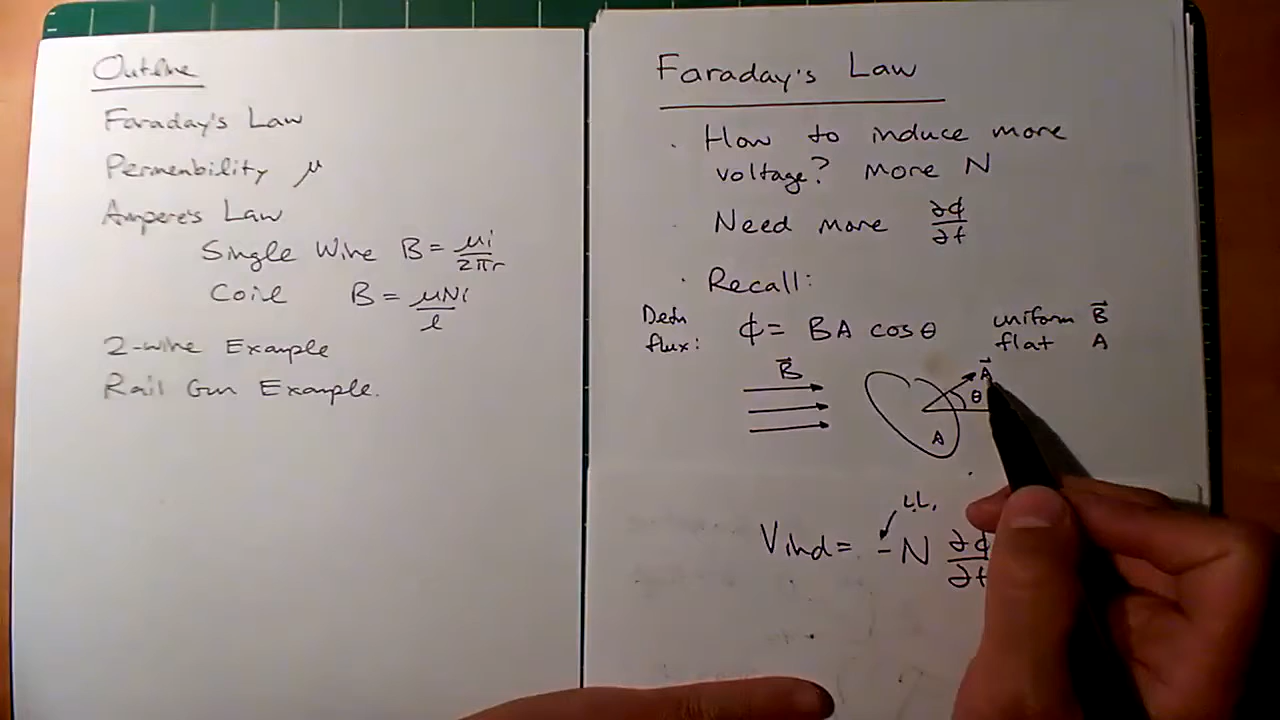 Outline
Faraday's Law
Permeability μ
Ampere's Law
Single Wire B = μi/2πr
Coil B = μNi/l
2-wire Example
Rail Gun Example.
Faraday's Law
· How to induce more
voltage? More N
· Need more ∂ϕ/∂t
· Recall:
Defn
flux:
ϕ = BA cos θ
uniform B⃗
flat A
B⃗
A⃗
θ
A
L.L.
Vind = -N ∂ϕ/∂t